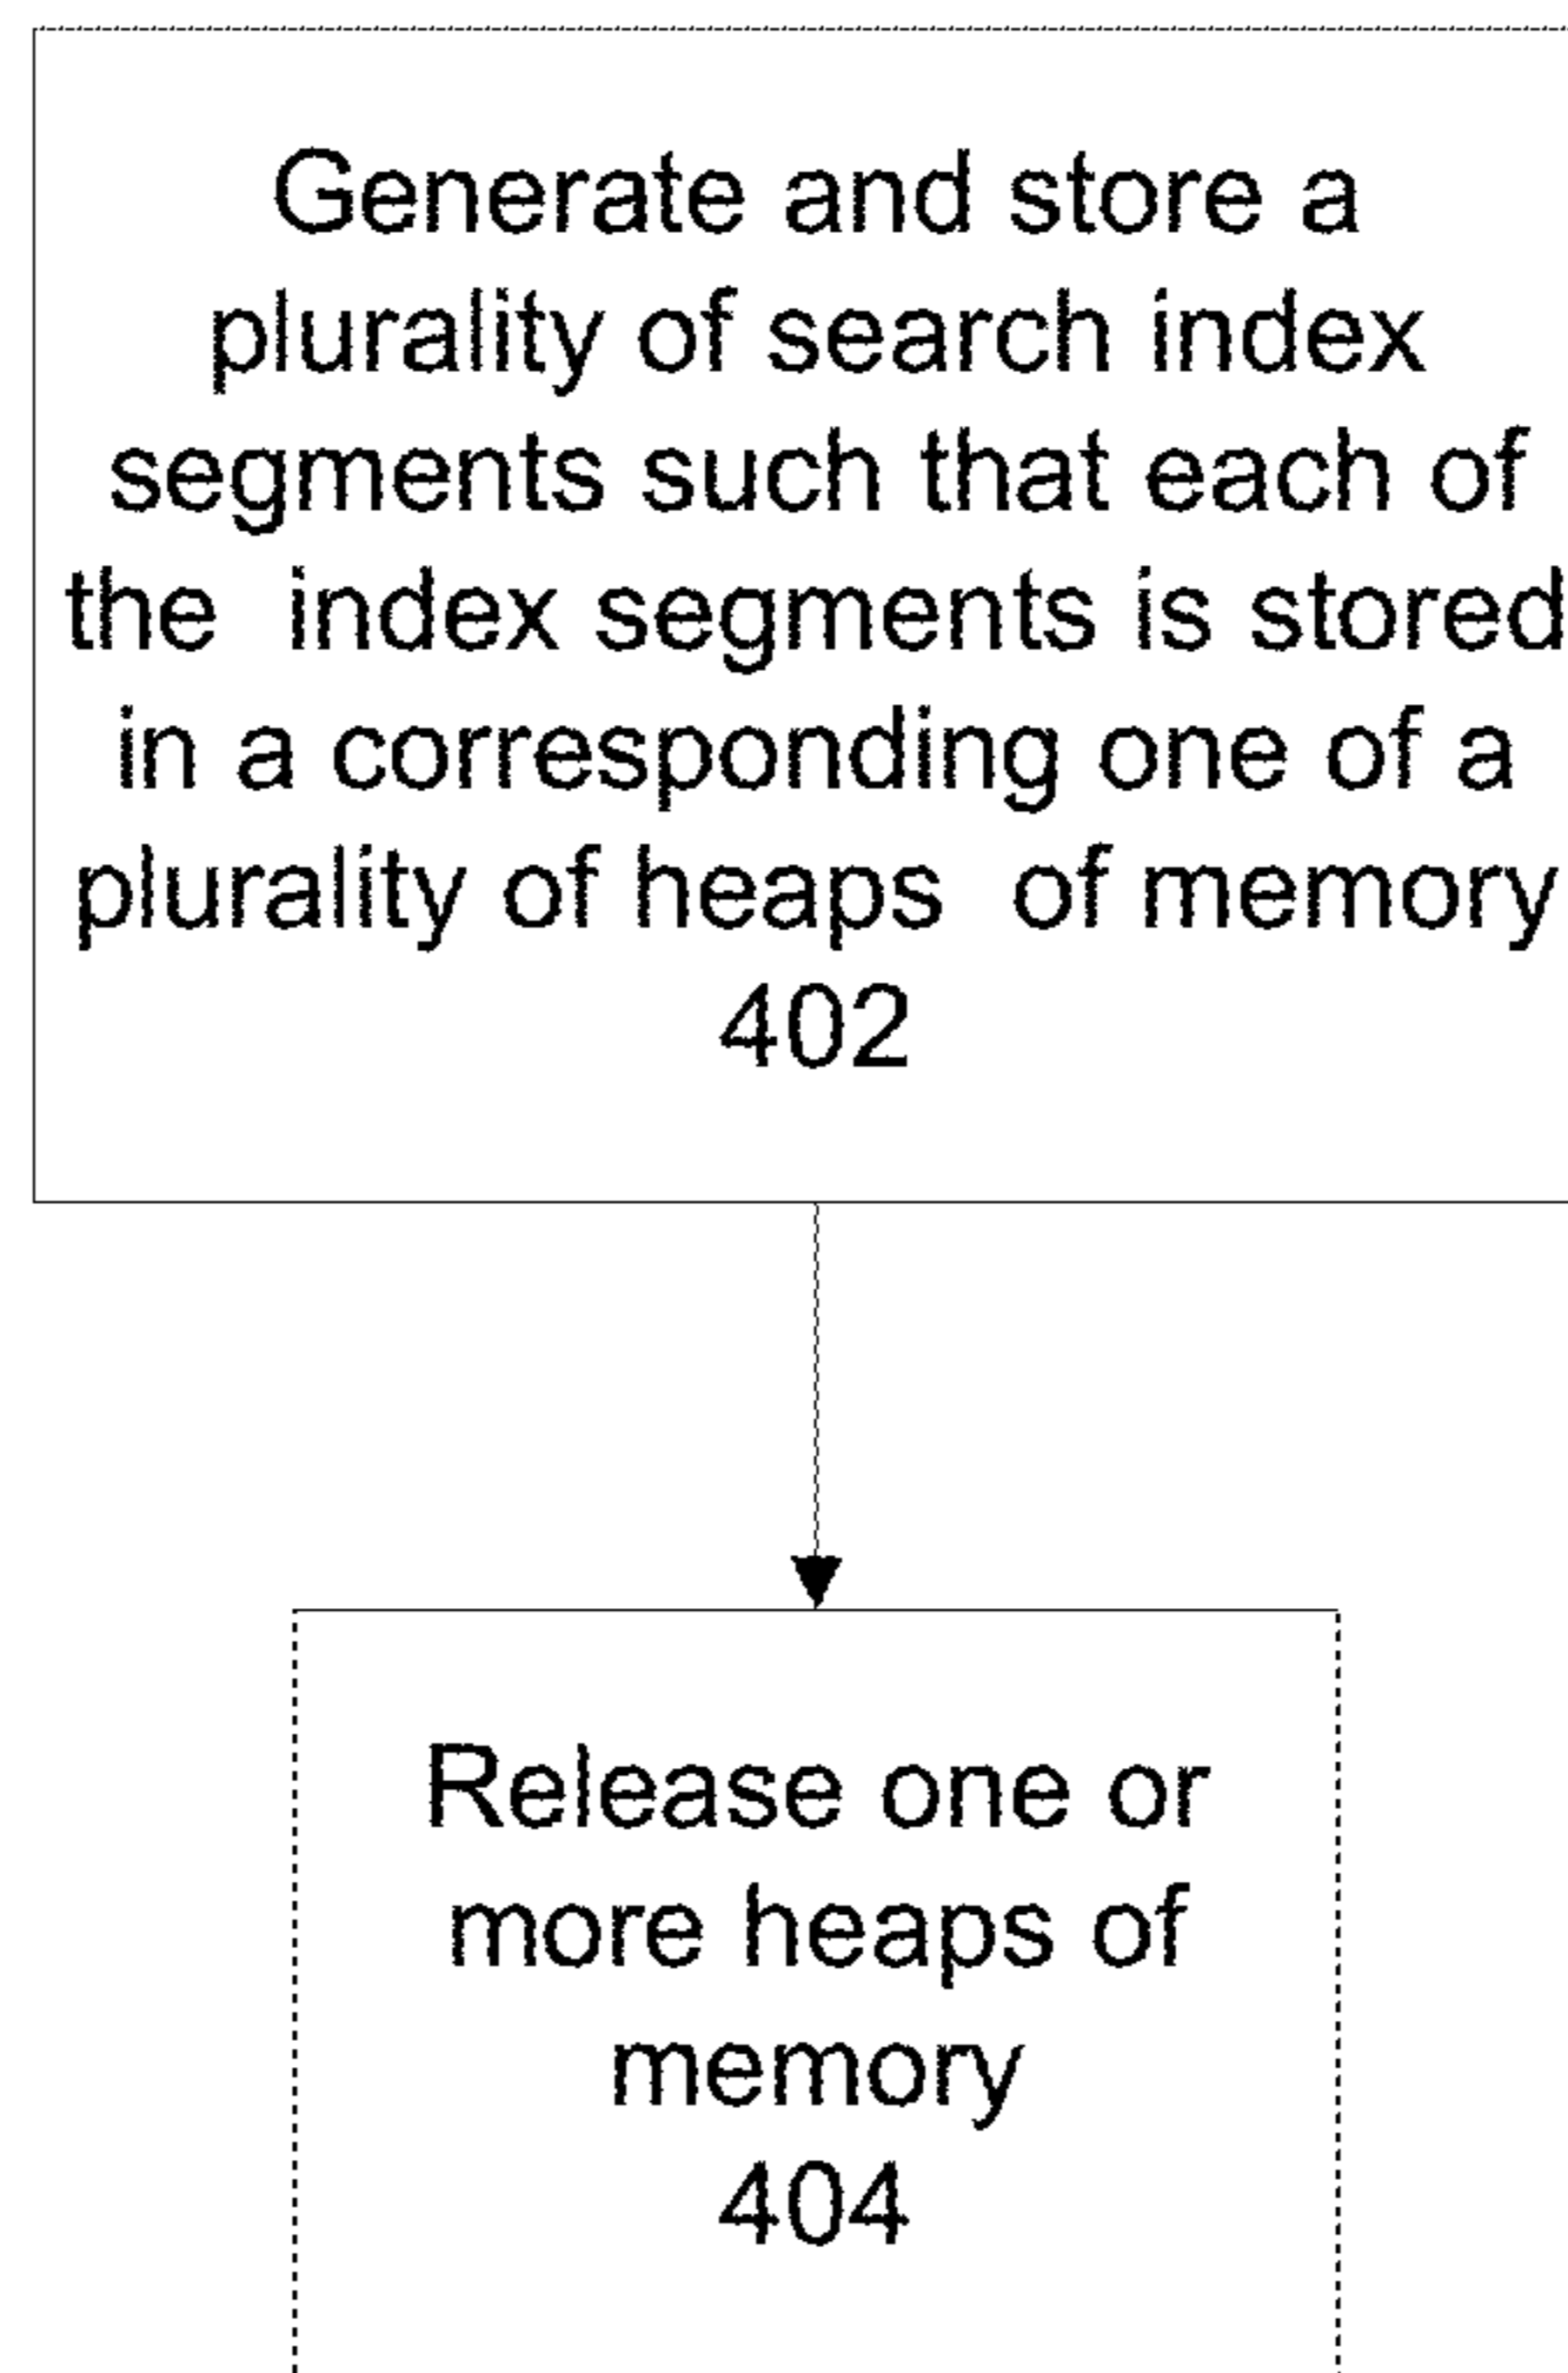 Generate and store a
plurality of search index
segments such that each of
the index segments is stored
in a corresponding one of a
plurality of heaps of memory
402
Release one or
more heaps of
memory
404